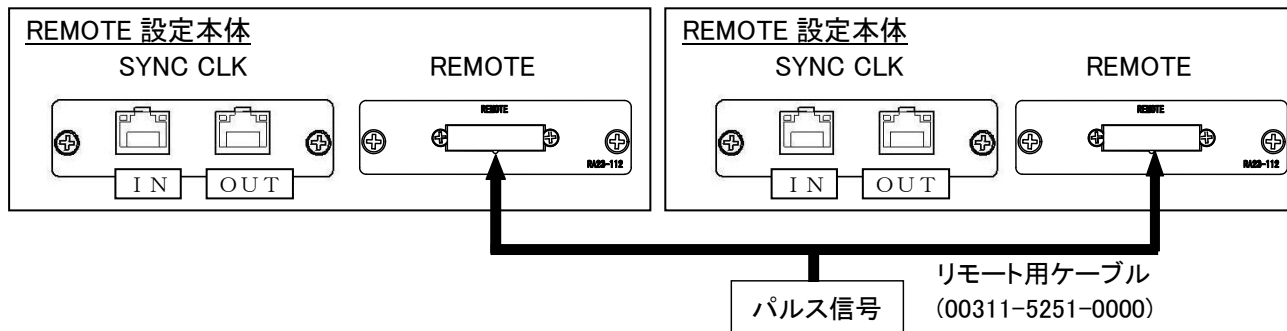 REMOTE 設定本体
SYNC CLK
REMOTE
REMOTE
RA23-112
IN
OUT
REMOTE 設定本体
SYNC CLK
REMOTE
REMOTE
RA23-112
IN
OUT
パルス信号
リモート用ケーブル
(00311-5251-0000)